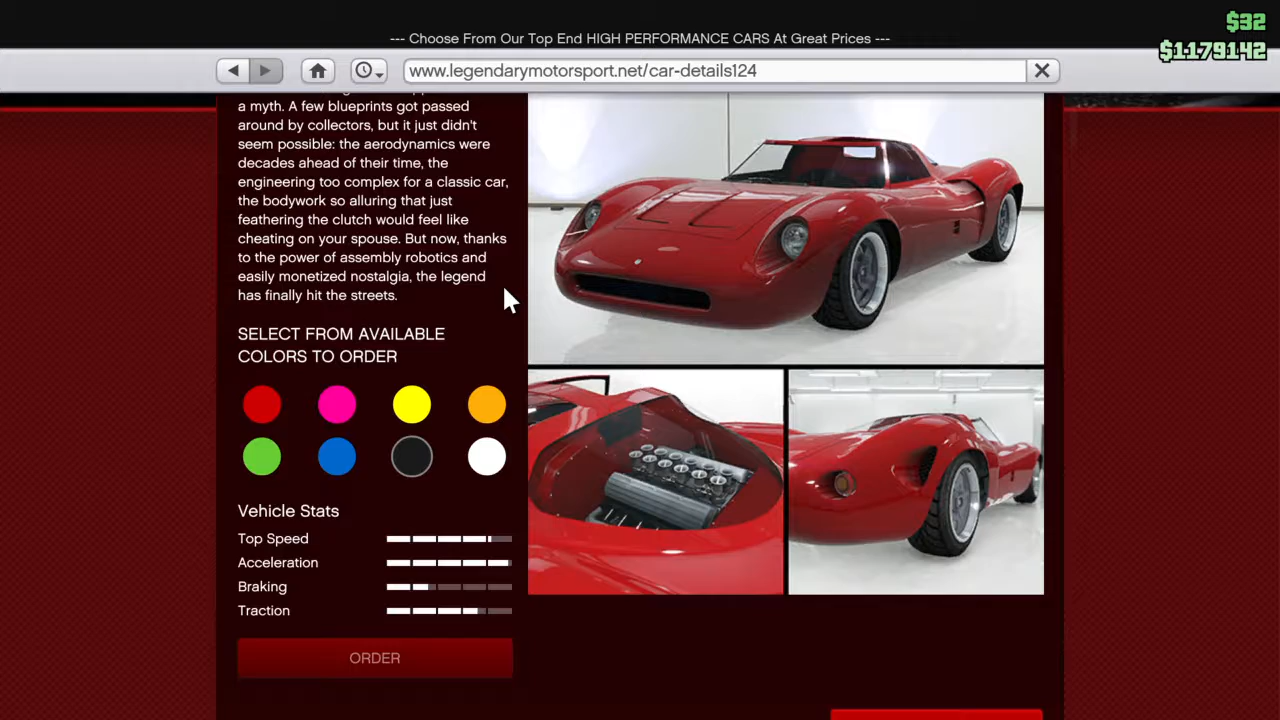 $32
$1179142
--- Choose From Our Top End HIGH PERFORMANCE CARS At Great Prices ---
www.legendarymotorsport.net/car-details124
a myth. A few blueprints got passed
around by collectors, but it just didn't
seem possible: the aerodynamics were
decades ahead of their time, the
engineering too complex for a classic car,
the bodywork so alluring that just
feathering the clutch would feel like
cheating on your spouse. But now, thanks
to the power of assembly robotics and
easily monetized nostalgia, the legend
has finally hit the streets.
SELECT FROM AVAILABLE
COLORS TO ORDER
Vehicle Stats
Top Speed
Acceleration
Braking
Traction
ORDER